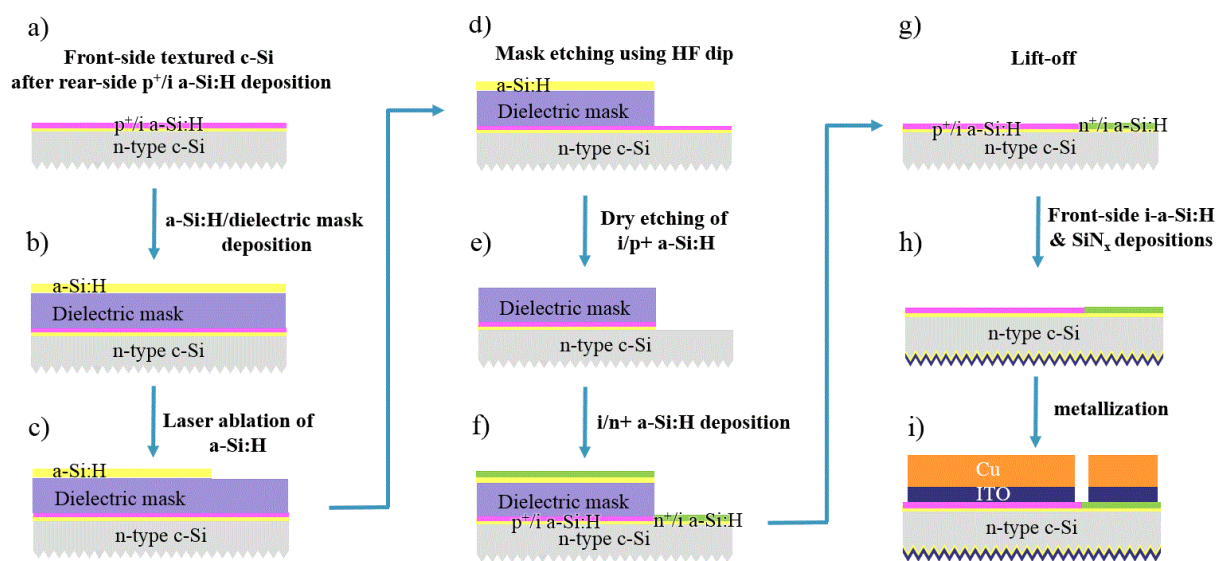 a)
Front-side textured c-Si
after rear-side p⁺/i a-Si:H deposition
p⁺/i a-Si:H
n-type c-Si
a-Si:H/dielectric mask
deposition
b)
a-Si:H
Dielectric mask
n-type c-Si
Laser ablation of
a-Si:H
c)
a-Si:H
Dielectric mask
n-type c-Si
d)
Mask etching using HF dip
a-Si:H
Dielectric mask
n-type c-Si
Dry etching of
i/p+ a-Si:H
e)
Dielectric mask
n-type c-Si
i/n+ a-Si:H deposition
f)
Dielectric mask
p⁺/i a-Si:H n⁺/i a-Si:H
n-type c-Si
g)
Lift-off
p⁺/i a-Si:H n⁺/i a-Si:H
n-type c-Si
Front-side i-a-Si:H
& SiNₓ depositions
h)
n-type c-Si
metallization
i)
Cu
ITO
n-type c-Si